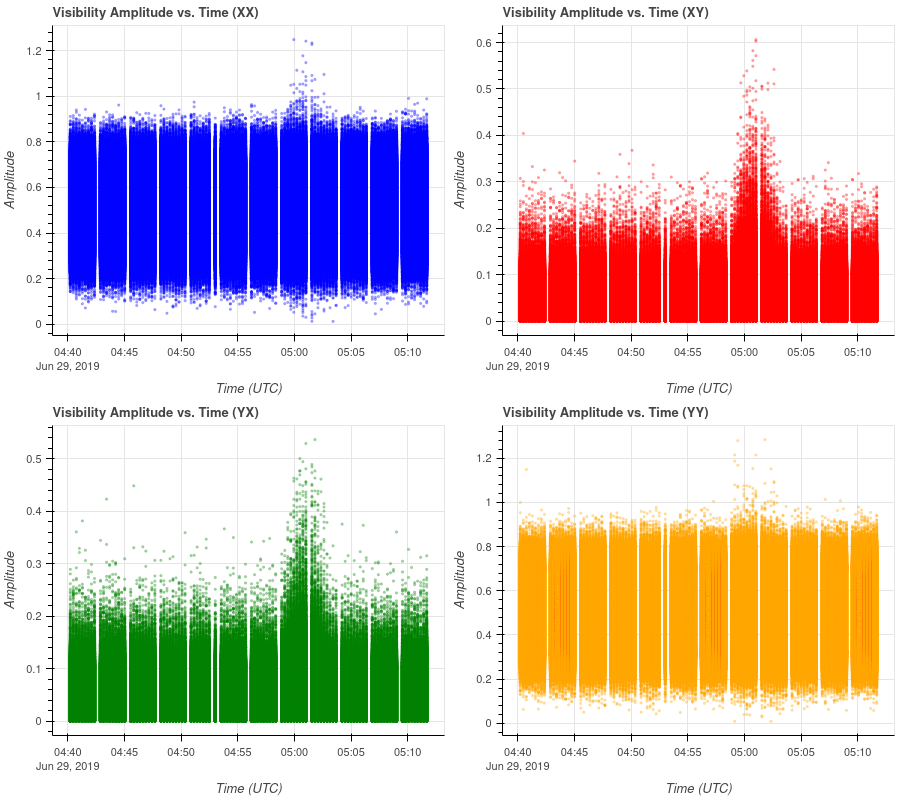 Visibility Amplitude vs. Time (XX)
1.2
1
0.8
0.6
0.4
0.2
0
Amplitude
04:40 04:45 04:50 04:55 05:00 05:05 05:10
Jun 29, 2019
Time (UTC)
Visibility Amplitude vs. Time (XY)
0.6
0.5
0.4
0.3
0.2
0.1
0
Amplitude
04:40 04:45 04:50 04:55 05:00 05:05 05:10
Jun 29, 2019
Time (UTC)
Visibility Amplitude vs. Time (YX)
0.5
0.4
0.3
0.2
0.1
0
Amplitude
04:40 04:45 04:50 04:55 05:00 05:05 05:10
Jun 29, 2019
Time (UTC)
Visibility Amplitude vs. Time (YY)
1.2
1
0.8
0.6
0.4
0.2
0
Amplitude
04:40 04:45 04:50 04:55 05:00 05:05 05:10
Jun 29, 2019
Time (UTC)